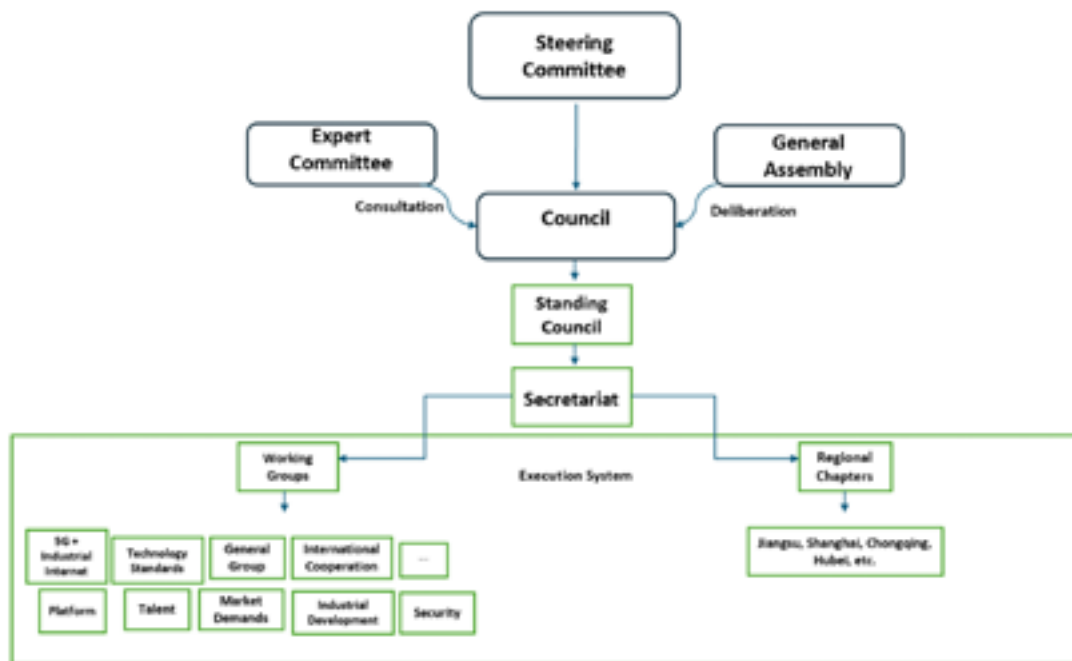 Steering
Committee
Expert
Committee
General
Assembly
Consultation
Council
Deliberation
Standing
Council
Secretariat
Working
Groups
Execution System
Regional
Chapters
5G +
Industrial
Internet
Technology
Standards
General
Group
International
Cooperation
...
Jiangsu, Shanghai, Chongqing,
Hubei, etc.
Platform
Talent
Market
Demands
Industrial
Development
Security